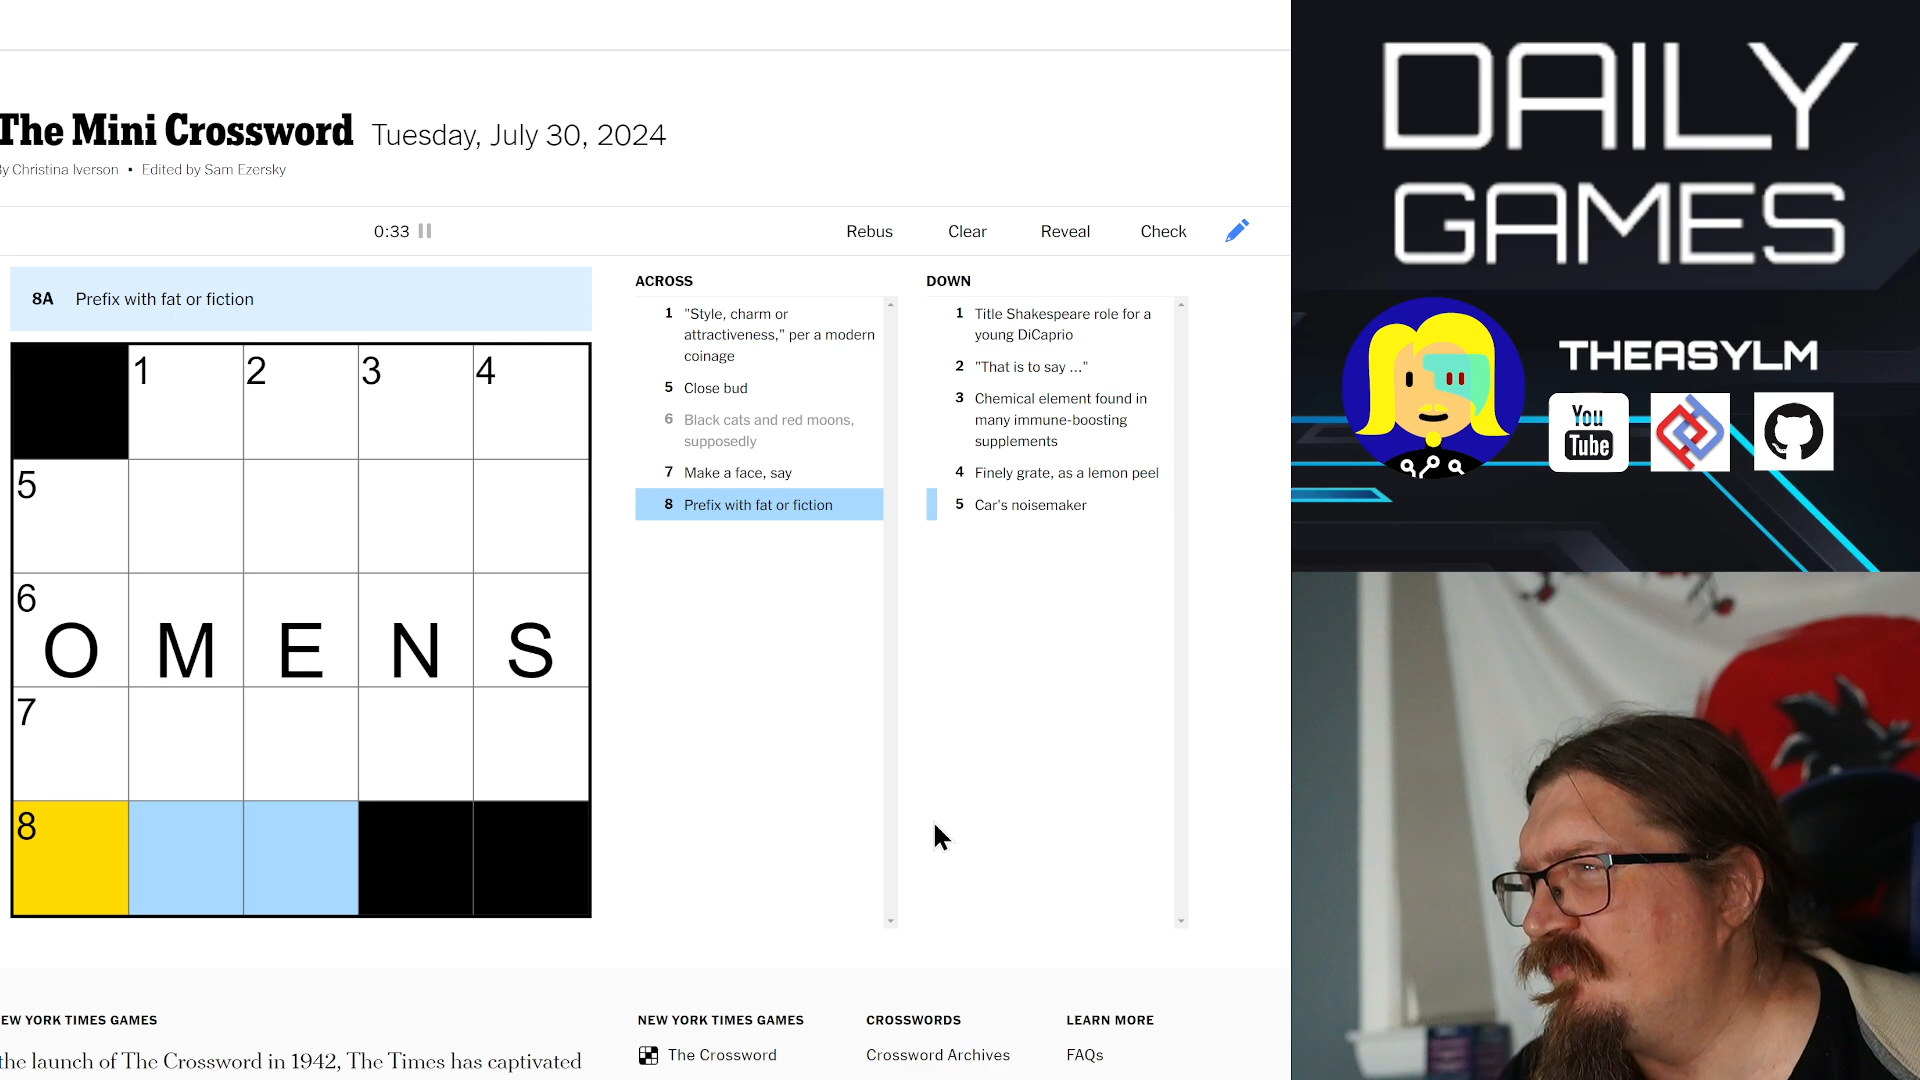 The Mini Crossword Tuesday, July 30, 2024
By Christina Iverson • Edited by Sam Ezersky
0:33
Rebus Clear Reveal Check
8A Prefix with fat or fiction
1 2 3 4
5
6
O M E N S
7
8
ACROSS
1 "Style, charm or
attractiveness," per a modern
coinage
5 Close bud
6 Black cats and red moons,
supposedly
7 Make a face, say
8 Prefix with fat or fiction
DOWN
1 Title Shakespeare role for a
young DiCaprio
2 "That is to say ..."
3 Chemical element found in
many immune-boosting
supplements
4 Finely grate, as a lemon peel
5 Car's noisemaker
EW YORK TIMES GAMES
the launch of The Crossword in 1942, The Times has captivated
NEW YORK TIMES GAMES
The Crossword
CROSSWORDS
Crossword Archives
LEARN MORE
FAQs
DAILY
GAMES
THEASYLM
You
Tube